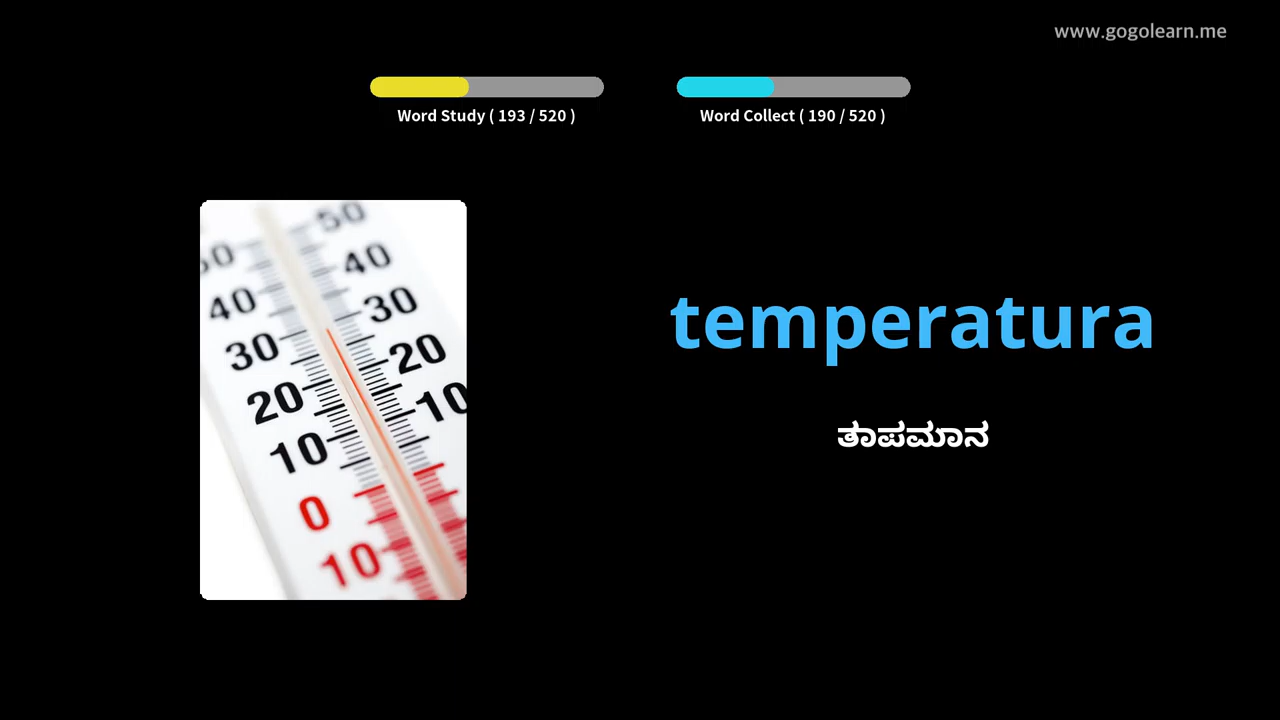 www.gogolearn.me
Word Study ( 193 / 520 )
Word Collect ( 190 / 520 )
50
50
40
40
30
30
20
20
10
10
0
10
temperatura
ತಾಪಮಾನ